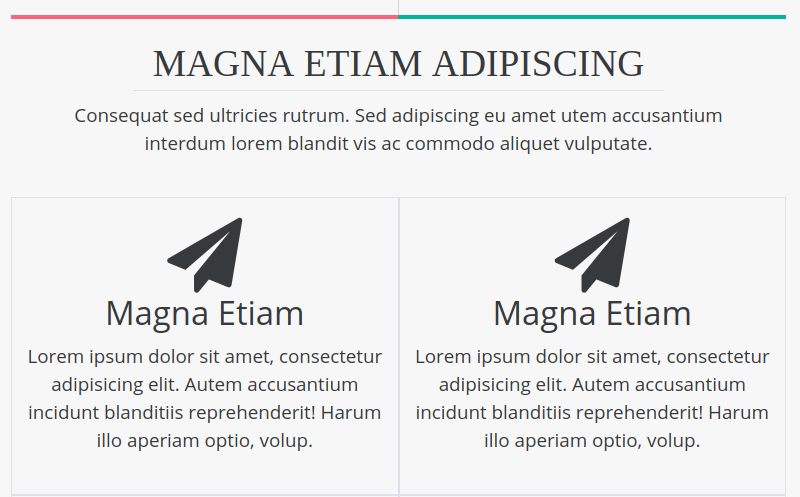 MAGNA ETIAM ADIPISCING
Consequat sed ultricies rutrum. Sed adipiscing eu amet utem accusantium
interdum lorem blandit vis ac commodo aliquet vulputate.
Magna Etiam
Lorem ipsum dolor sit amet, consectetur
adipisicing elit. Autem accusantium
incidunt blanditiis reprehenderit! Harum
illo aperiam optio, volup.
Magna Etiam
Lorem ipsum dolor sit amet, consectetur
adipisicing elit. Autem accusantium
incidunt blanditiis reprehenderit! Harum
illo aperiam optio, volup.